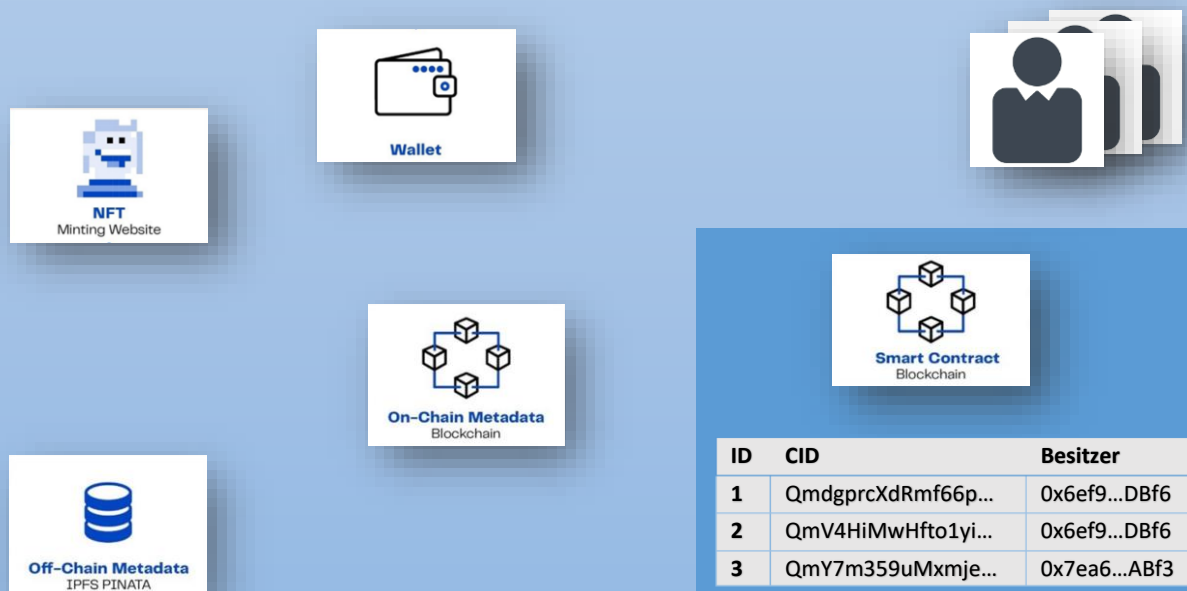 Wallet
NFT
Minting Website
On-Chain Metadata
Blockchain
Off-Chain Metadata
IPFS PINATA
Smart Contract
Blockchain
ID CID Besitzer
1 QmdgprcXdRmf66p... 0x6ef9...DBf6
2 QmV4HiMwHfto1yi... 0x6ef9...DBf6
3 QmY7m359uMxmje... 0x7ea6...ABf3